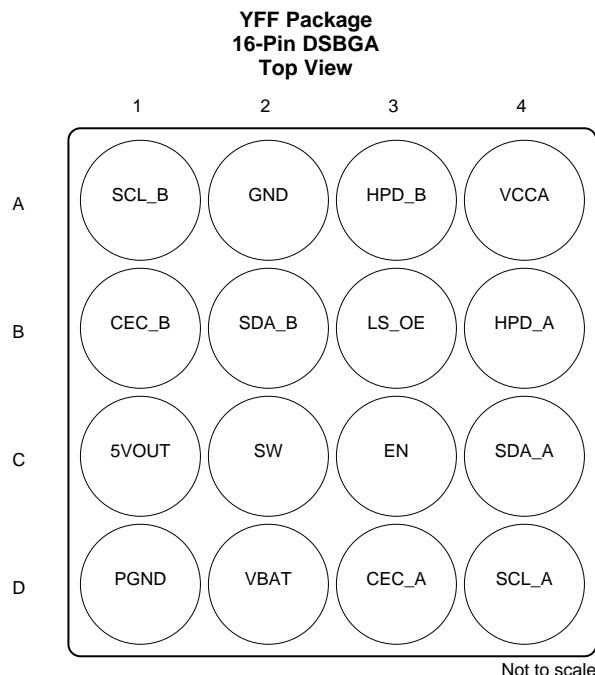 YFF Package
16-Pin DSBGA
Top View
1 2 3 4
A SCL_B GND HPD_B VCCA
B CEC_B SDA_B LS_OE HPD_A
C 5VOUT SW EN SDA_A
D PGND VBAT CEC_A SCL_A
Not to scale